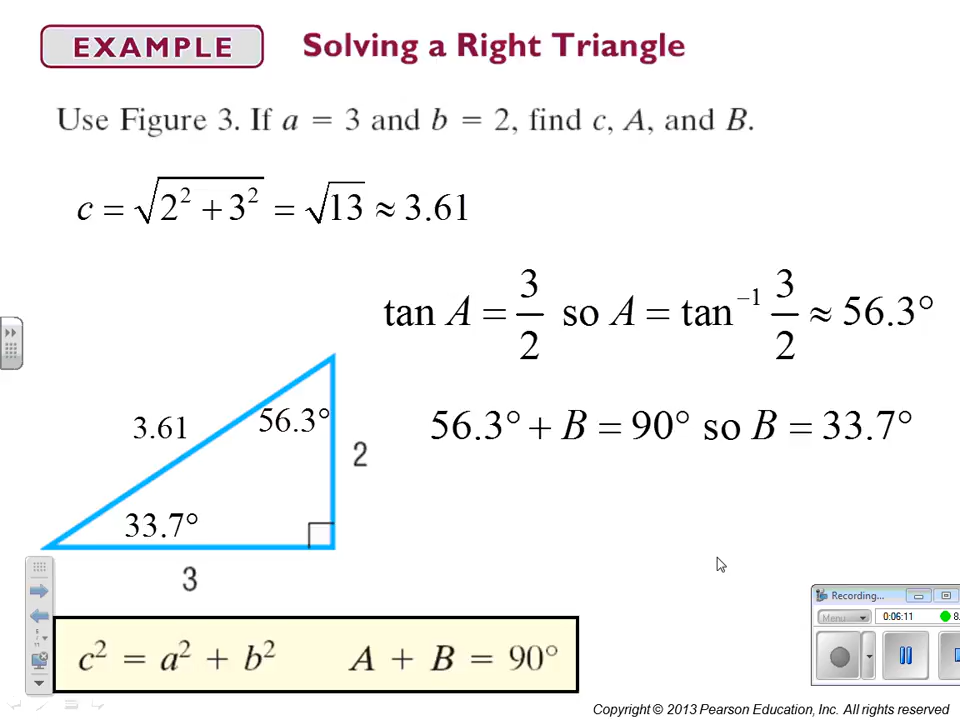 EXAMPLE Solving a Right Triangle
Use Figure 3. If a = 3 and b = 2, find c, A, and B.
c = √(2² + 3²) = √13 ≈ 3.61
tan A = 3/2 so A = tan⁻¹ 3/2 ≈ 56.3°
56.3° + B = 90° so B = 33.7°
3.61
56.3°
2
33.7°
3
c² = a² + b² A + B = 90°
Recording...
Menu 0:06:11 8.
Copyright © 2013 Pearson Education, Inc. All rights reserved